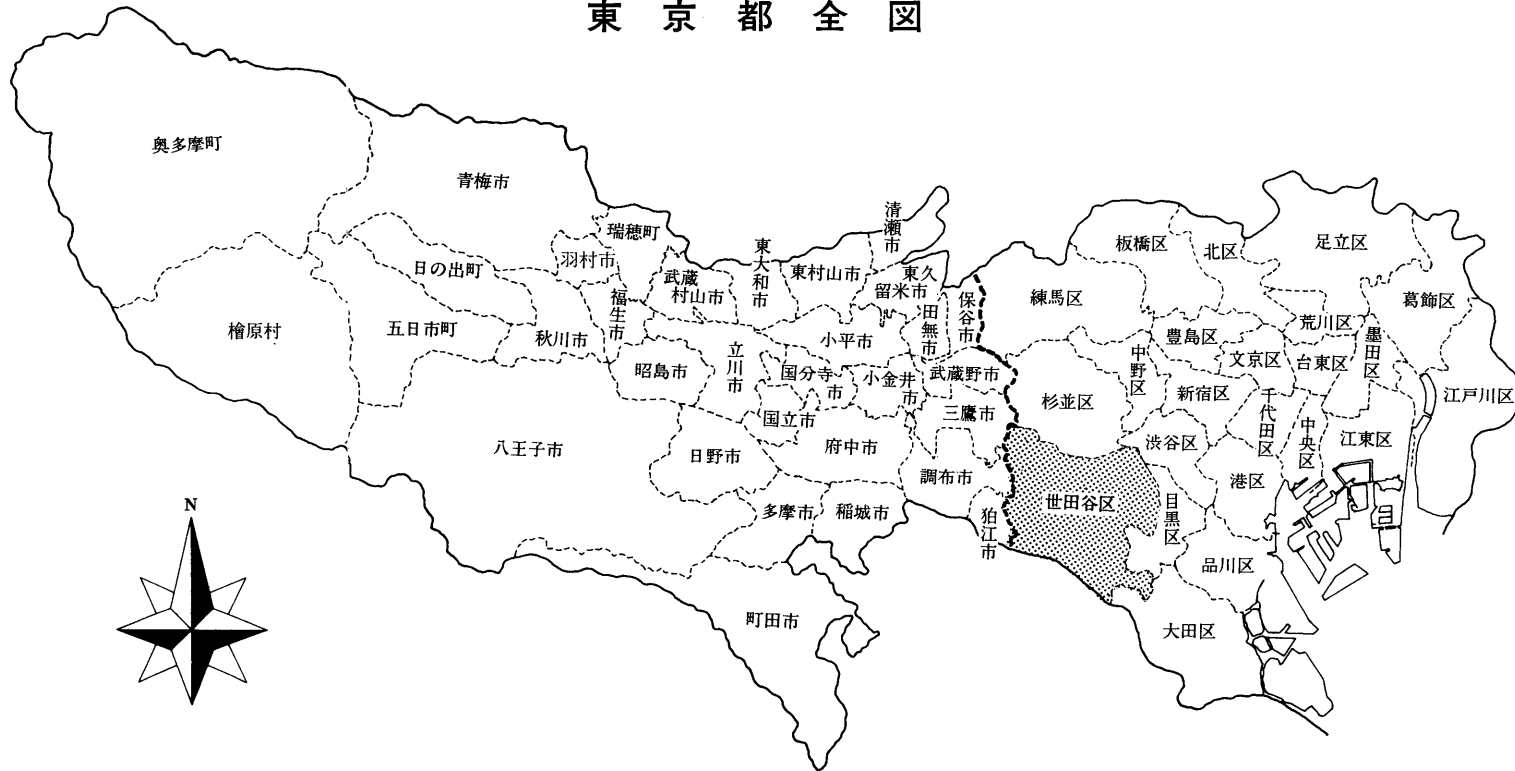 東京都全図
奥多摩町
青梅市
瑞穂町
羽村市
日の出町
福生市
武蔵
村山市
東大和市
東村山市
清瀬市
東久
留米市
保谷市
田無市
檜原村
五日市町
秋川市
昭島市
立川市
小平市
国分寺
市
小金井
市
武蔵野市
三鷹市
国立市
府中市
調布市
八王子市
日野市
多摩市
稲城市
狛江市
町田市
板橋区
北区
足立区
練馬区
葛飾区
豊島区
荒川区
墨田区
文京区
台東区
中野区
新宿区
杉並区
千代田区
中央区
江東区
江戸川区
渋谷区
港区
世田谷区
目黒区
品川区
大田区
N